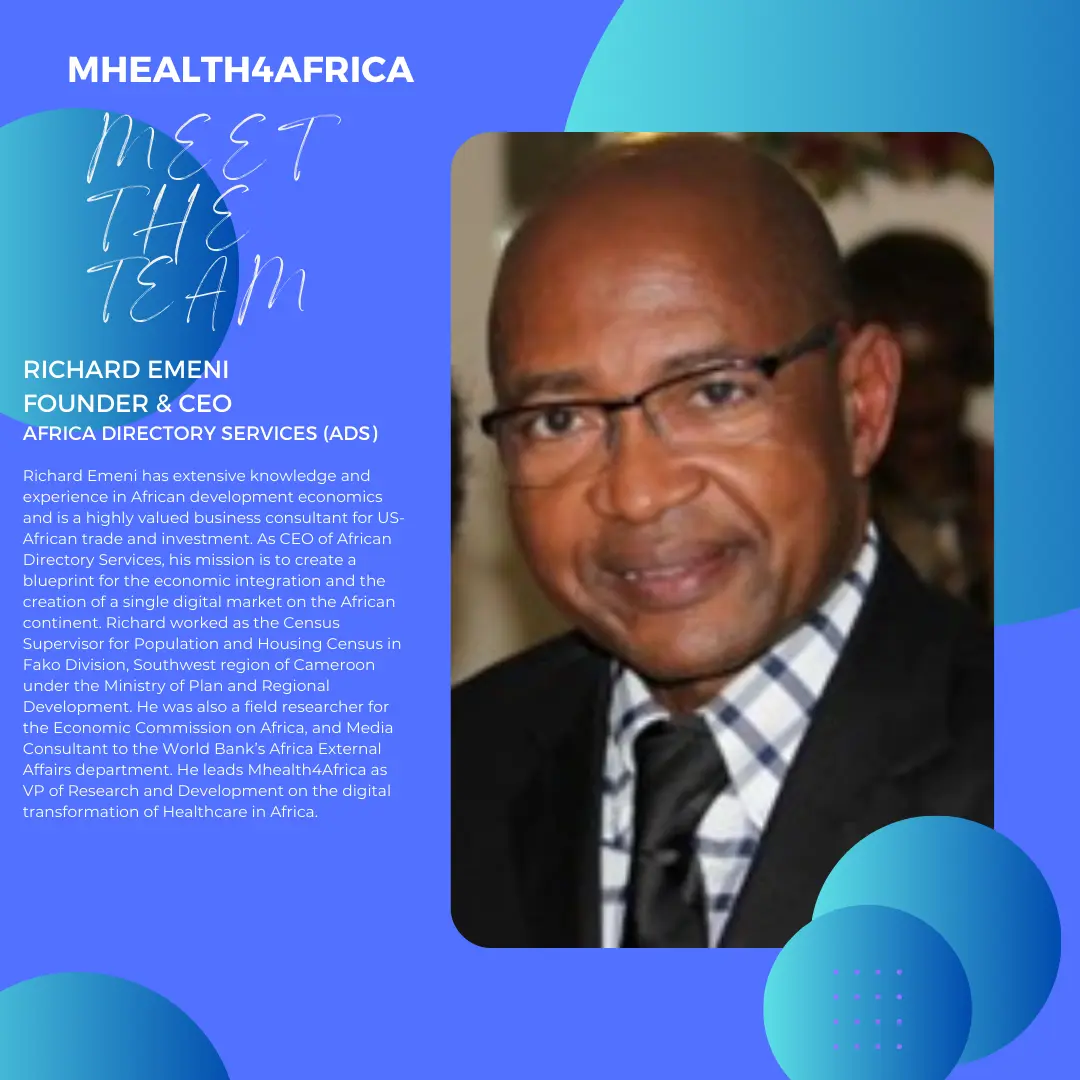 MHEALTH4AFRICA
MEET
THE
TEAM
RICHARD EMENI
FOUNDER & CEO
AFRICA DIRECTORY SERVICES (ADS)
Richard Emeni has extensive knowledge and
experience in African development economics
and is a highly valued business consultant for US-
African trade and investment. As CEO of African
Directory Services, his mission is to create a
blueprint for the economic integration and the
creation of a single digital market on the African
continent. Richard worked as the Census
Supervisor for Population and Housing Census in
Fako Division, Southwest region of Cameroon
under the Ministry of Plan and Regional
Development. He was also a field researcher for
the Economic Commission on Africa, and Media
Consultant to the World Bank’s Africa External
Affairs department. He leads Mhealth4Africa as
VP of Research and Development on the digital
transformation of Healthcare in Africa.